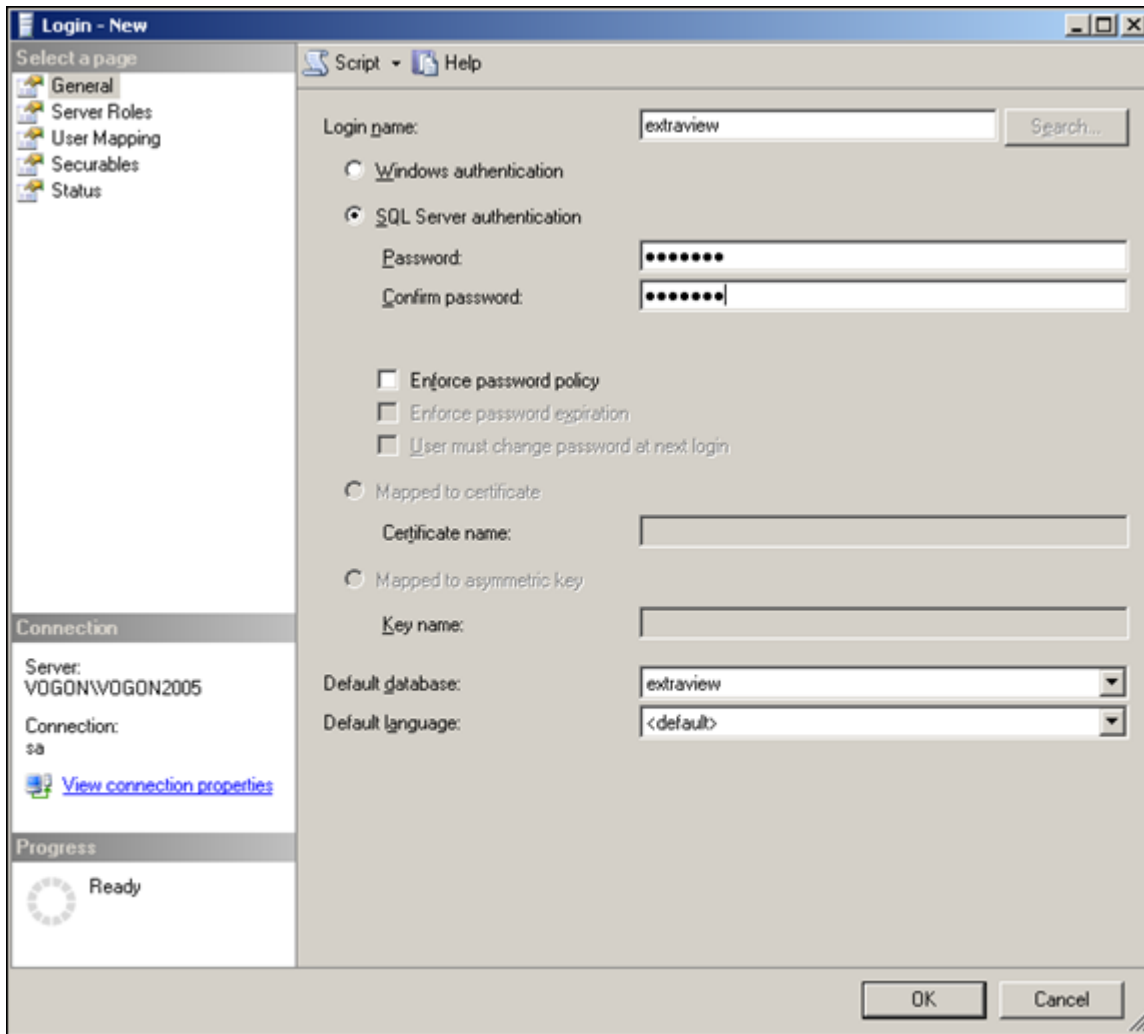 Login - New
Select a page
General
Server Roles
User Mapping
Securables
Status
Script
Help
Login name:
extraview
Search...
Windows authentication
SQL Server authentication
Password:
●●●●●●●
Confirm password:
●●●●●●●
Enforce password policy
Enforce password expiration
User must change password at next login
Mapped to certificate
Certificate name:
Mapped to asymmetric key
Key name:
Default database:
extraview
Default language:
<default>
Connection
Server:
VOGON\VOGON2005
Connection:
sa
View connection properties
Progress
Ready
OK
Cancel